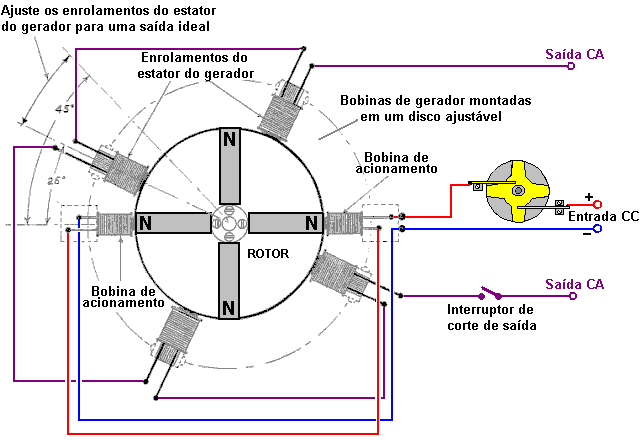 Ajuste os enrolamentos do estator
do gerador para uma saída ideal
Enrolamentos do
estator do gerador
Saída CA
Bobinas de gerador montadas
em um disco ajustável
45°
N
Bobina de
acionamento
+
Entrada CC
−
N
N
ROTOR
Bobina de
acionamento
N
Saída CA
Interruptor de
corte de saída